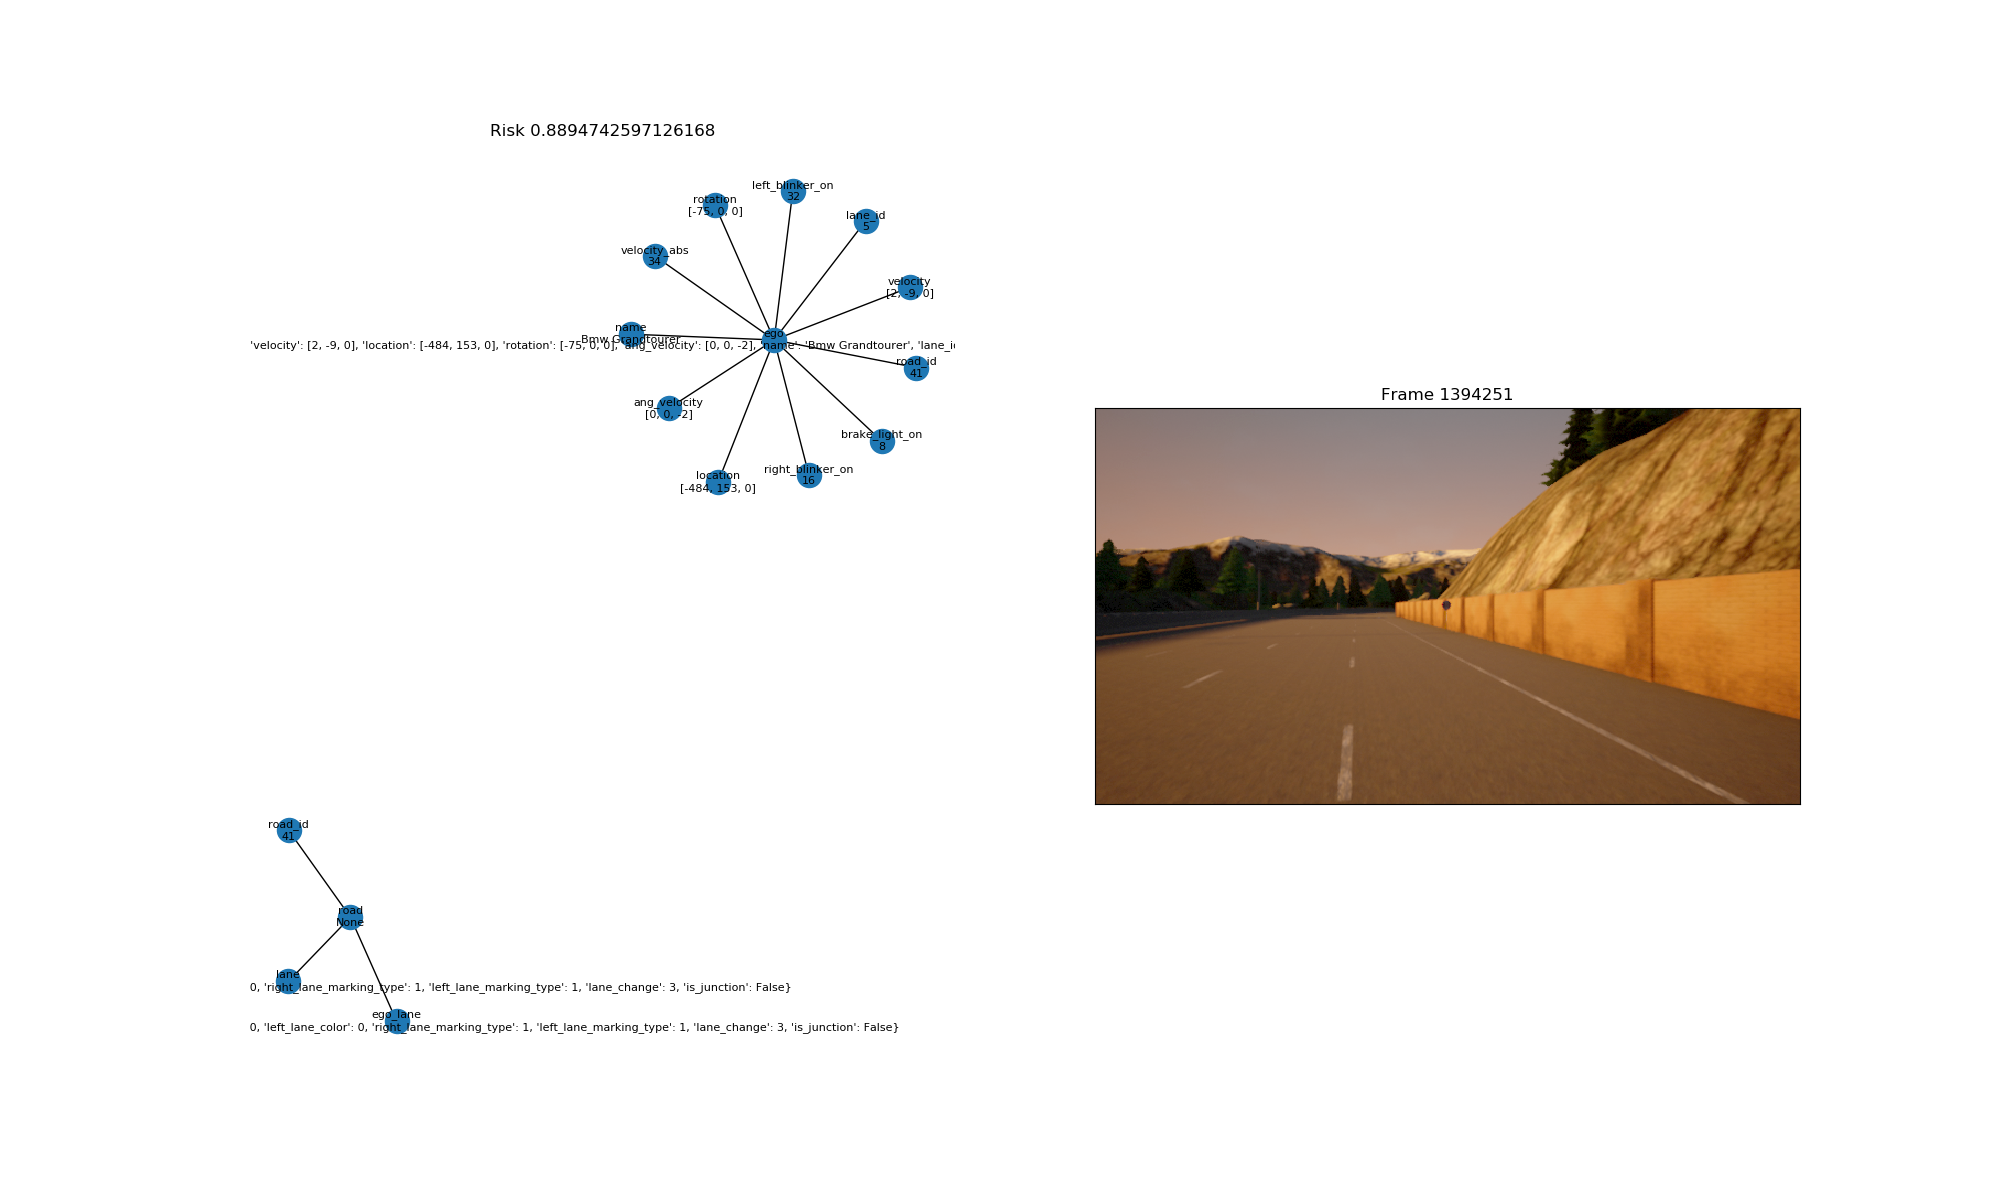 Risk 0.8894742597126168
left_blinker_on
32
rotation
[-75, 0, 0]
lane_id
5
velocity_abs
34
velocity
[2, -9, 0]
name
Bmw Grandtourer
ego
'velocity': [2, -9, 0], 'location': [-484, 153, 0], 'rotation': [-75, 0, 0], 'ang_velocity': [0, 0, -2], 'name': 'Bmw Grandtourer', 'lane_i
road_id
41
ang_velocity
[0, 0, -2]
brake_light_on
8
right_blinker_on
16
location
[-484, 153, 0]
Frame 1394251
road_id
41
road
None
lane
0, 'right_lane_marking_type': 1, 'left_lane_marking_type': 1, 'lane_change': 3, 'is_junction': False}
ego_lane
0, 'left_lane_color': 0, 'right_lane_marking_type': 1, 'left_lane_marking_type': 1, 'lane_change': 3, 'is_junction': False}